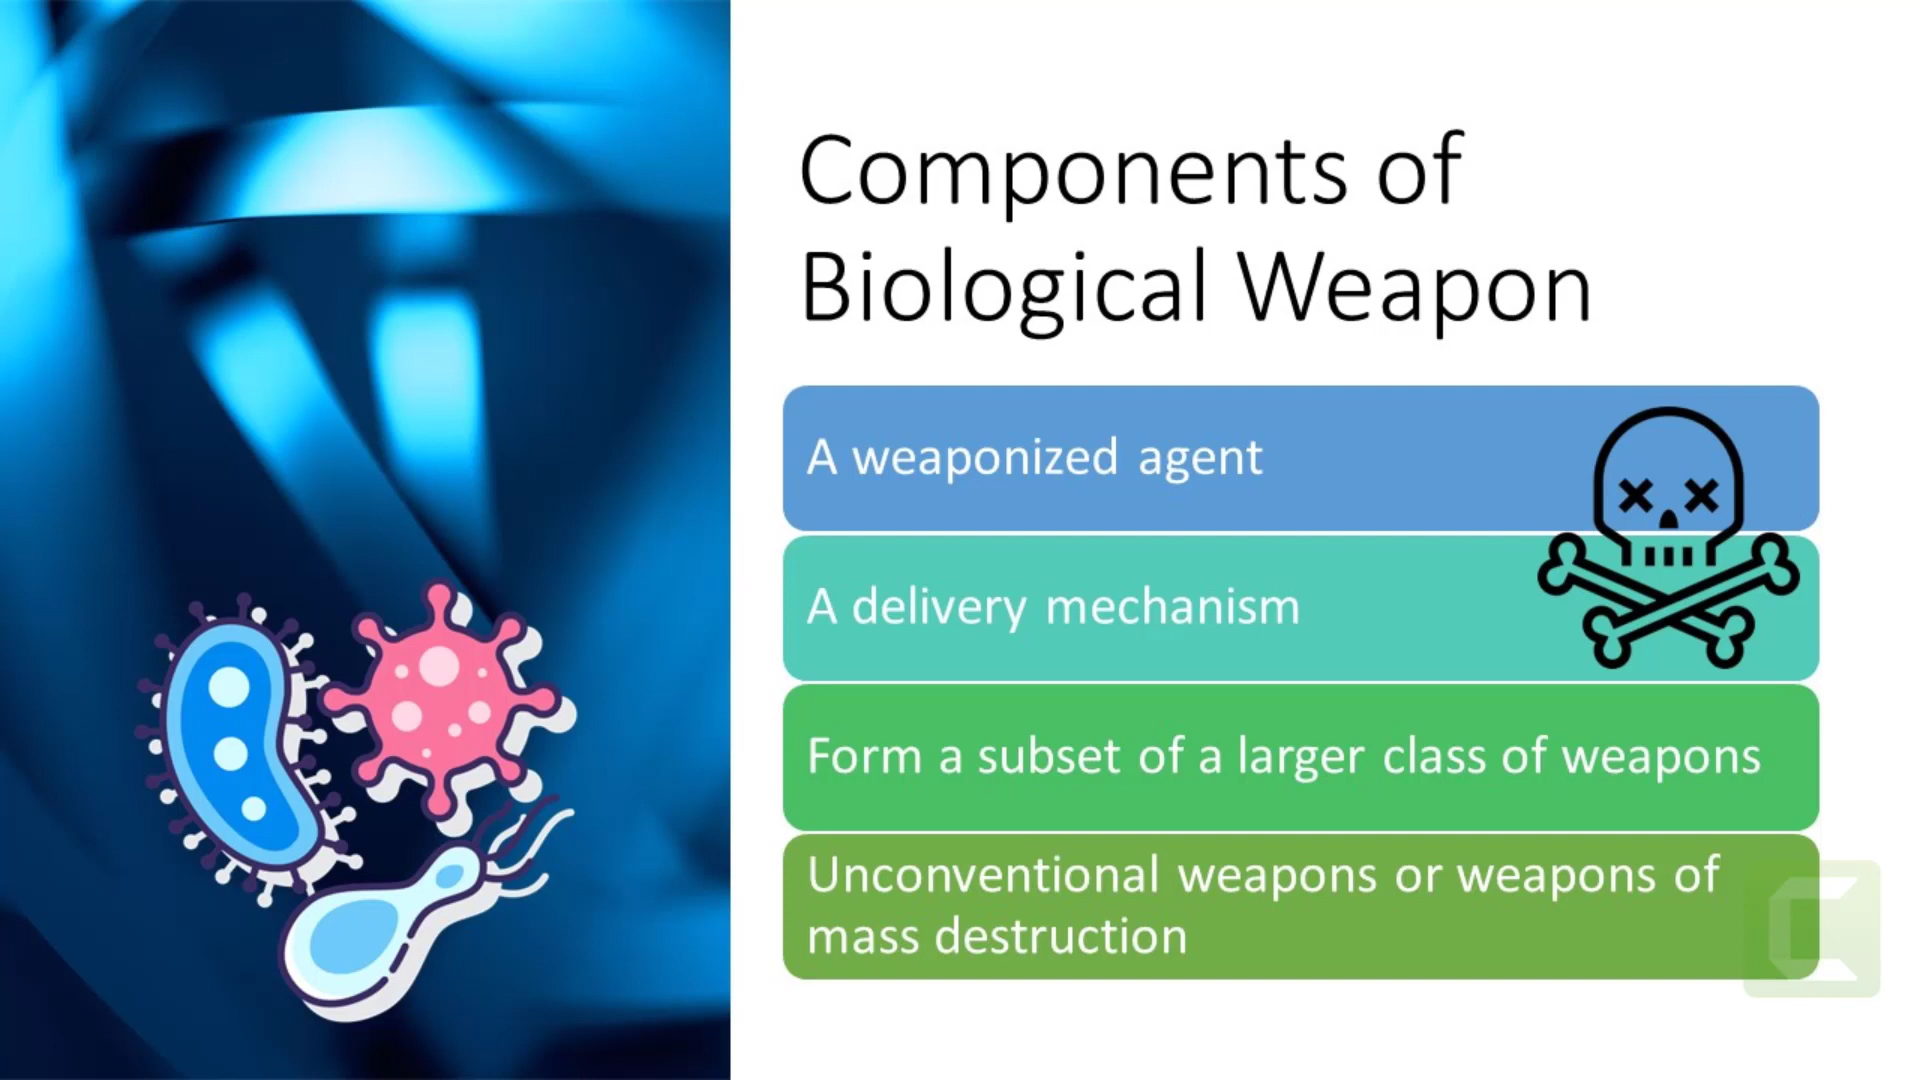 Components of
Biological Weapon
A weaponized agent
A delivery mechanism
Form a subset of a larger class of weapons
Unconventional weapons or weapons of
mass destruction